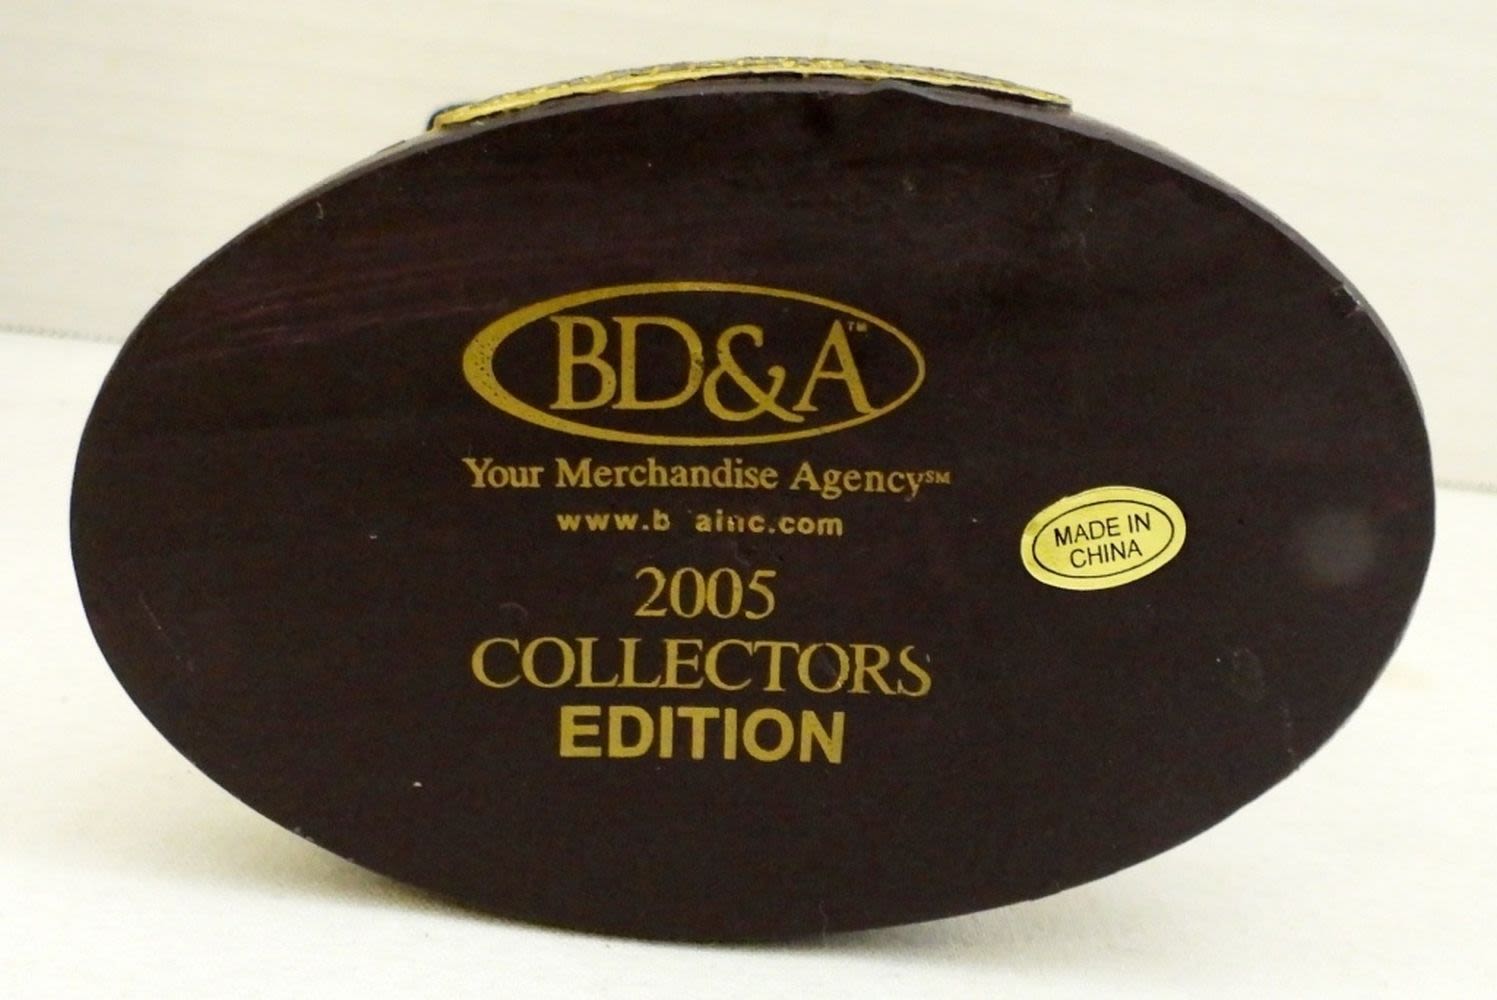 BD&A™
Your Merchandise Agency℠
2005
COLLECTORS
EDITION
MADE IN
CHINA